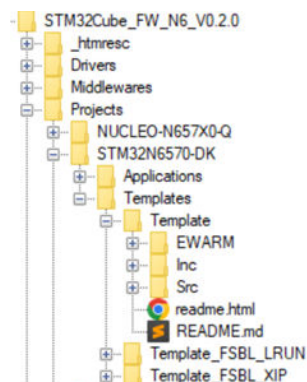 STM32Cube_FW_N6_V0.2.0
_htmresc
Drivers
Middlewares
Projects
NUCLEO-N657X0-Q
STM32N6570-DK
Applications
Templates
Template
EWARM
Inc
Src
readme.html
README.md
Template_FSBL_LRUN
Template_FSBL_XIP